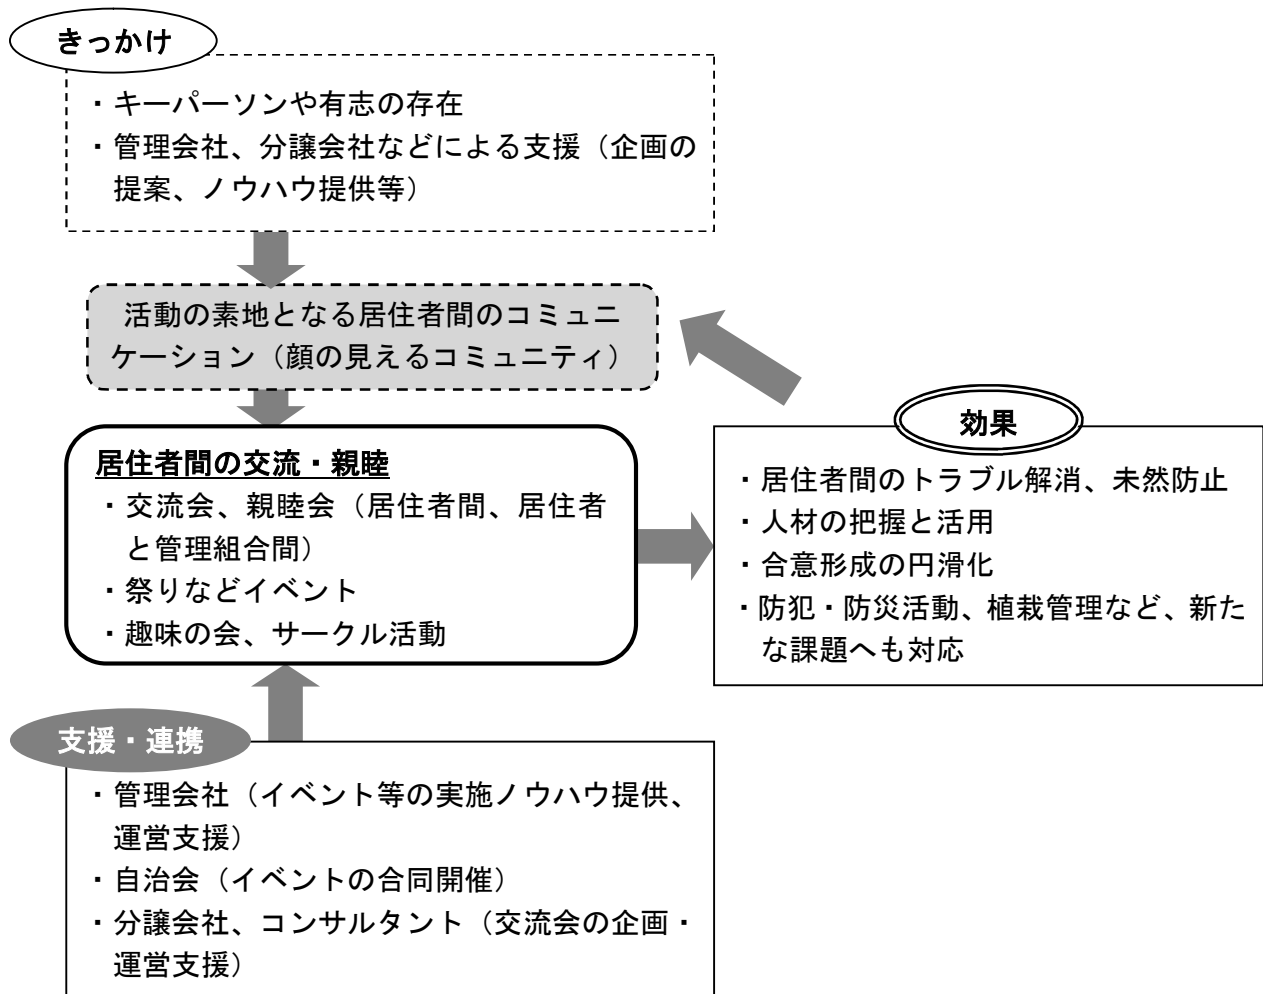 きっかけ
・キーパーソンや有志の存在
・管理会社、分譲会社などによる支援（企画の
提案、ノウハウ提供等）
活動の素地となる居住者間のコミュニ
ケーション（顔の見えるコミュニティ）
居住者間の交流・親睦
・交流会、親睦会（居住者間、居住者
と管理組合間）
・祭りなどイベント
・趣味の会、サークル活動
効果
・居住者間のトラブル解消、未然防止
・人材の把握と活用
・合意形成の円滑化
・防犯・防災活動、植栽管理など、新た
な課題へも対応
支援・連携
・管理会社（イベント等の実施ノウハウ提供、
運営支援）
・自治会（イベントの合同開催）
・分譲会社、コンサルタント（交流会の企画・
運営支援）